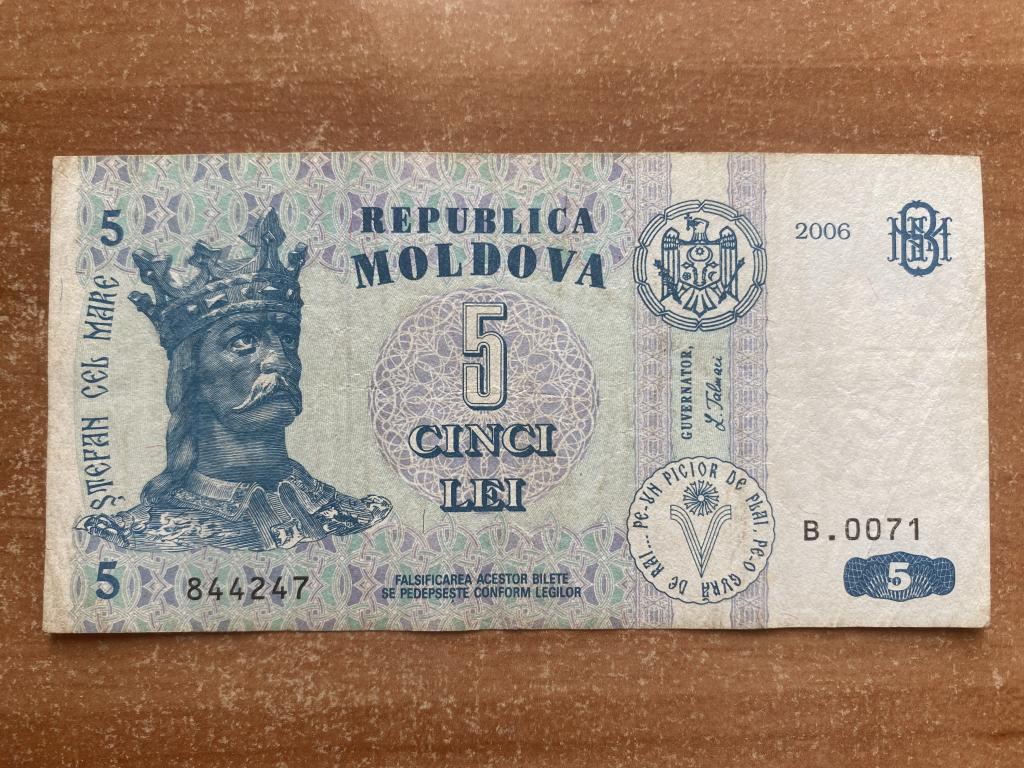 5
ȘTEFAN CEL MARE
REPUBLICA
MOLDOVA
5
CINCI
LEI
5
844247
FALSIFICAREA ACESTOR BILETE
SE PEDEPSEȘTE CONFORM LEGILOR
GUVERNATOR,
L. Talmaci
PE-UN PICIOR DE PLAI, PE-O GURĂ DE RAI...
2006
B.0071
5